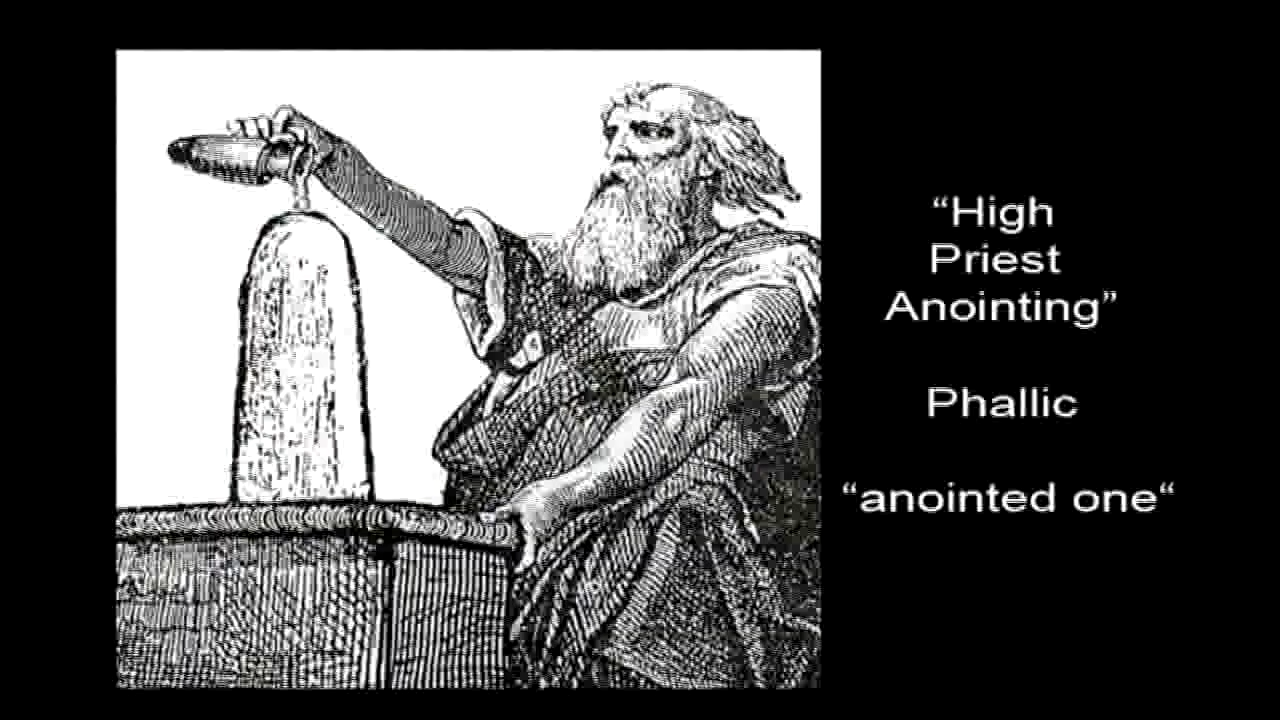 “High
Priest
Anointing”
Phallic
“anointed one“